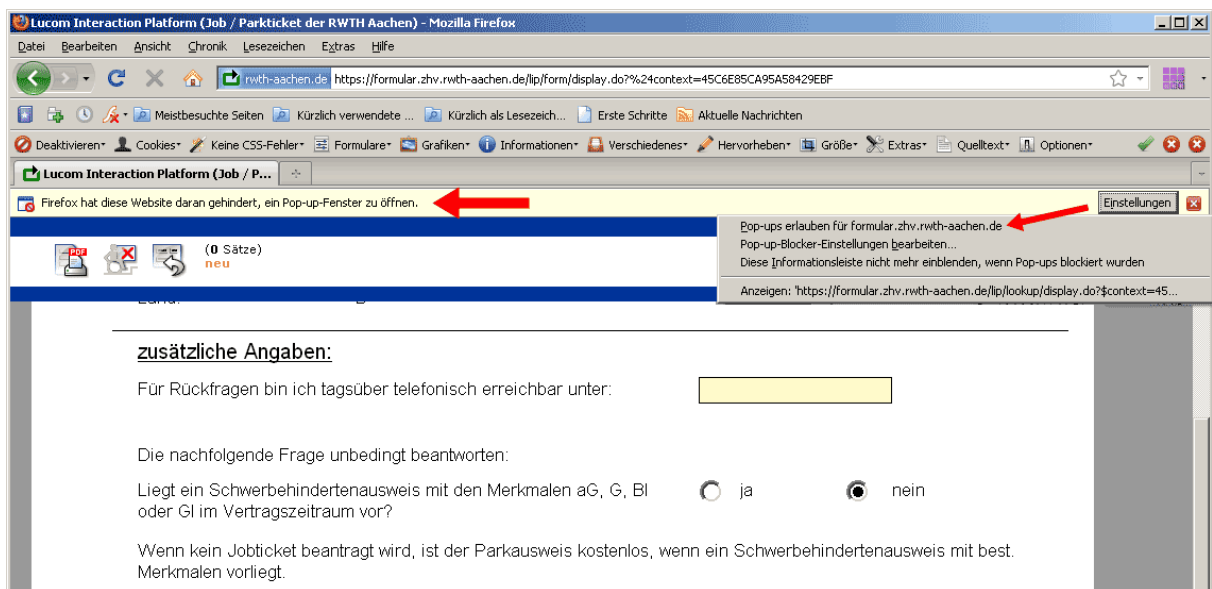 Lucom Interaction Platform (Job / Parkticket der RWTH Aachen) - Mozilla Firefox
Datei Bearbeiten Ansicht Chronik Lesezeichen Extras Hilfe
rwth-aachen.de https://formular.zhv.rwth-aachen.de/lip/form/display.do?%24context=45C6E85CA95A58429EBF
Meistbesuchte Seiten Kürzlich verwendete ... Kürzlich als Lesezeich... Erste Schritte Aktuelle Nachrichten
Deaktivieren Cookies Keine CSS-Fehler Formulare Grafiken Informationen Verschiedenes Hervorheben Größe Extras Quelltext Optionen
Lucom Interaction Platform (Job / P...
Firefox hat diese Website daran gehindert, ein Pop-up-Fenster zu öffnen. Einstellungen
Pop-ups erlauben für formular.zhv.rwth-aachen.de
Pop-up-Blocker-Einstellungen bearbeiten...
Diese Informationsleiste nicht mehr einblenden, wenn Pop-ups blockiert wurden
Anzeigen: 'https://formular.zhv.rwth-aachen.de/lip/lookup/display.do?$context=45...
PDF
(0 Sätze)
neu
zusätzliche Angaben:
Für Rückfragen bin ich tagsüber telefonisch erreichbar unter:
Die nachfolgende Frage unbedingt beantworten:
Liegt ein Schwerbehindertenausweis mit den Merkmalen aG, G, Bl ja nein
oder Gl im Vertragszeitraum vor?
Wenn kein Jobticket beantragt wird, ist der Parkausweis kostenlos, wenn ein Schwerbehindertenausweis mit best.
Merkmalen vorliegt.